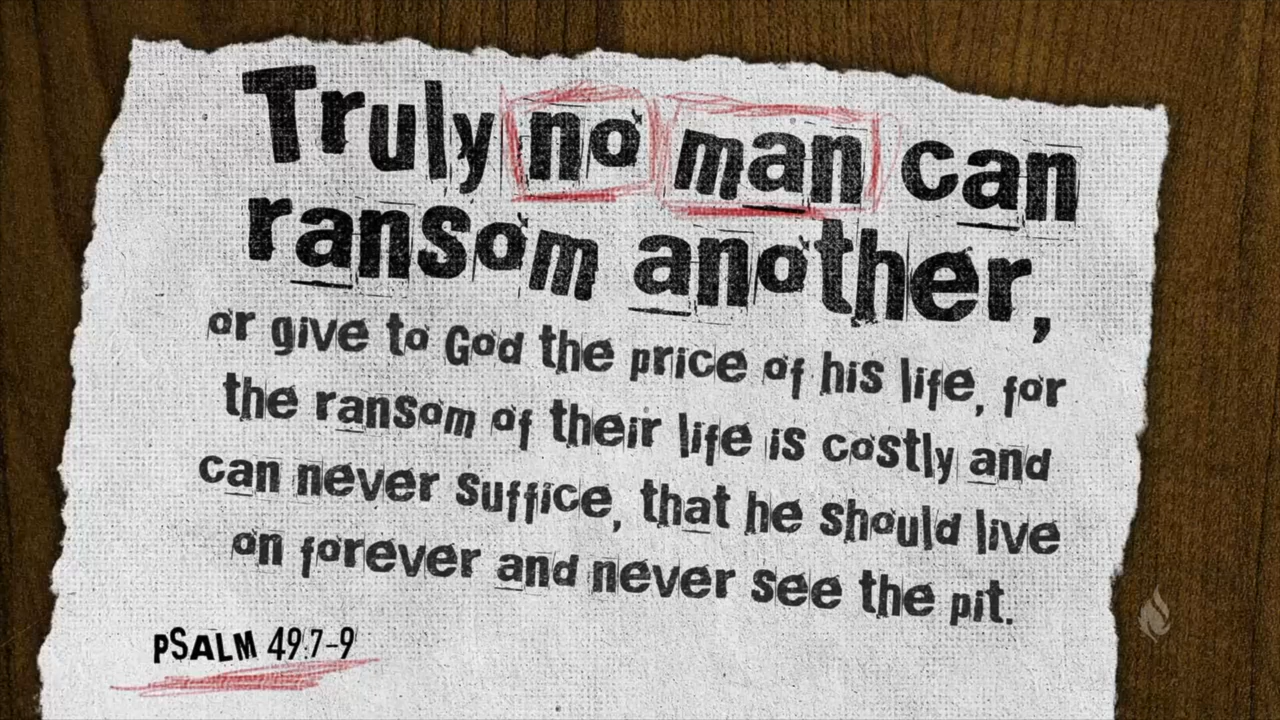 Truly no man can
ransom another,
or give to God the price of his life, for
the ransom of their life is costly and
can never suffice, that he should live
on forever and never see the pit.
PSALM 49:7-9